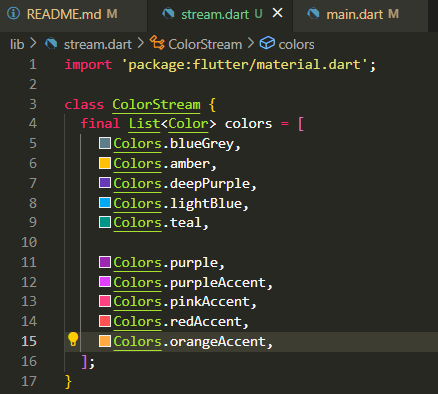 README.md M stream.dart U main.dart M
lib > stream.dart > ColorStream > colors
1 import 'package:flutter/material.dart';
2
3 class ColorStream {
4 final List<Color> colors = [
5 Colors.blueGrey,
6 Colors.amber,
7 Colors.deepPurple,
8 Colors.lightBlue,
9 Colors.teal,
10
11 Colors.purple,
12 Colors.purpleAccent,
13 Colors.pinkAccent,
14 Colors.redAccent,
15 Colors.orangeAccent,
16 ];
17 }